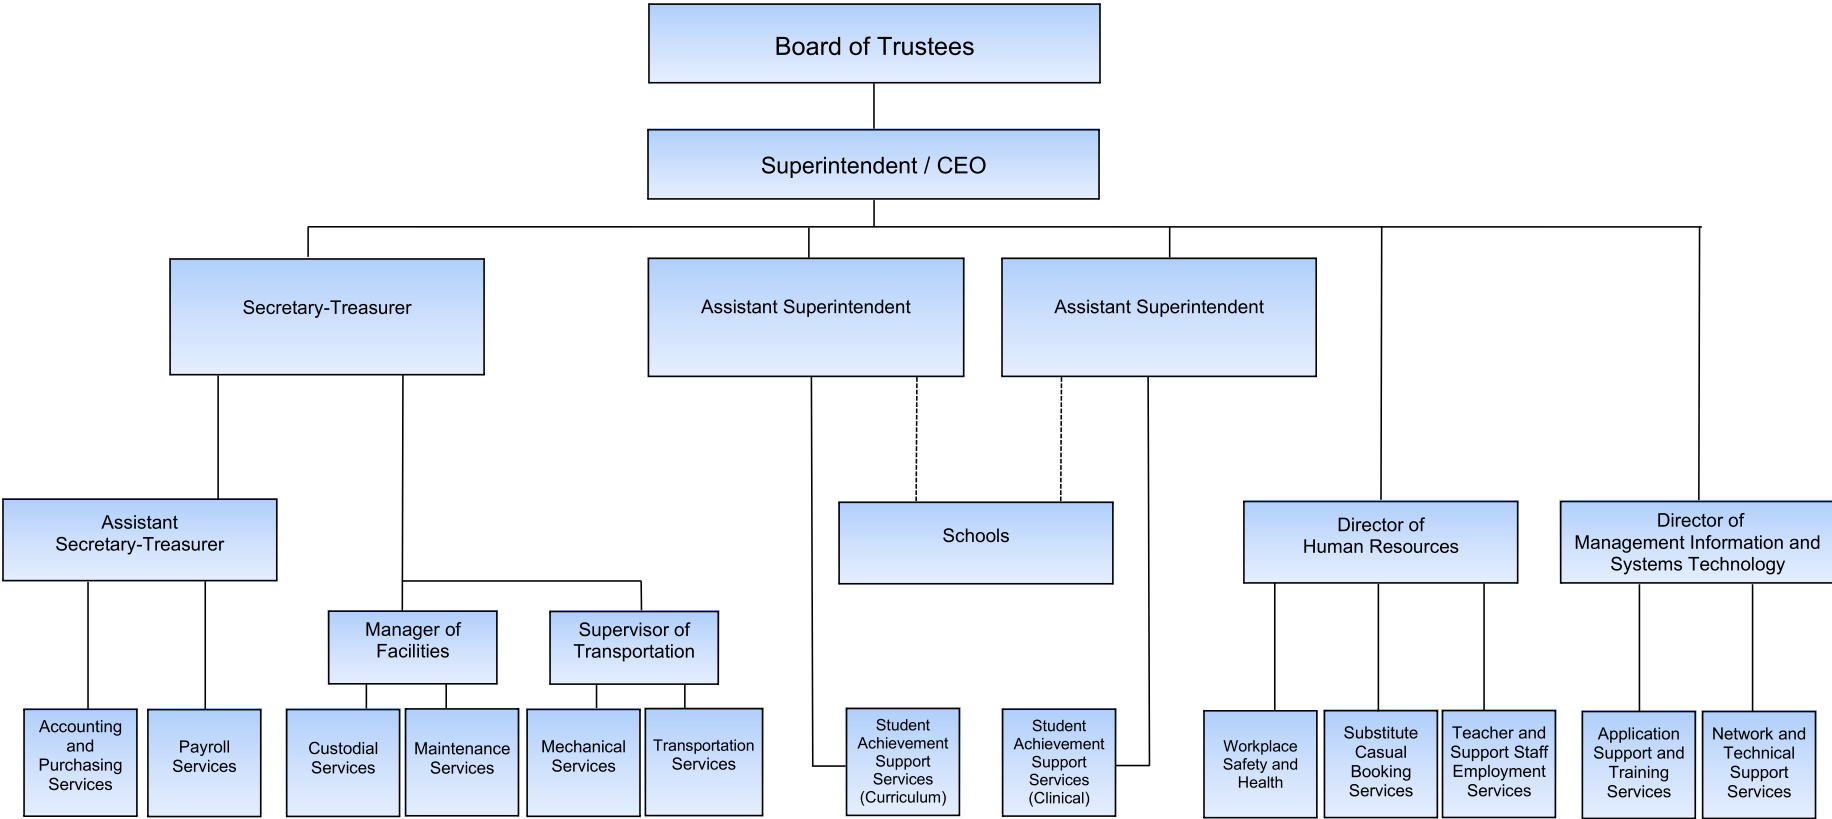 Board of Trustees
Superintendent / CEO
Secretary-Treasurer
Assistant Superintendent
Assistant Superintendent
Assistant
Secretary-Treasurer
Schools
Director of
Human Resources
Director of
Management Information and
Systems Technology
Manager of
Facilities
Supervisor of
Transportation
Accounting
and
Purchasing
Services
Payroll
Services
Custodial
Services
Maintenance
Services
Mechanical
Services
Transportation
Services
Student
Achievement
Support
Services
(Curriculum)
Student
Achievement
Support
Services
(Clinical)
Workplace
Safety and
Health
Substitute
Casual
Booking
Services
Teacher and
Support Staff
Employment
Services
Application
Support and
Training
Services
Network and
Technical
Support
Services